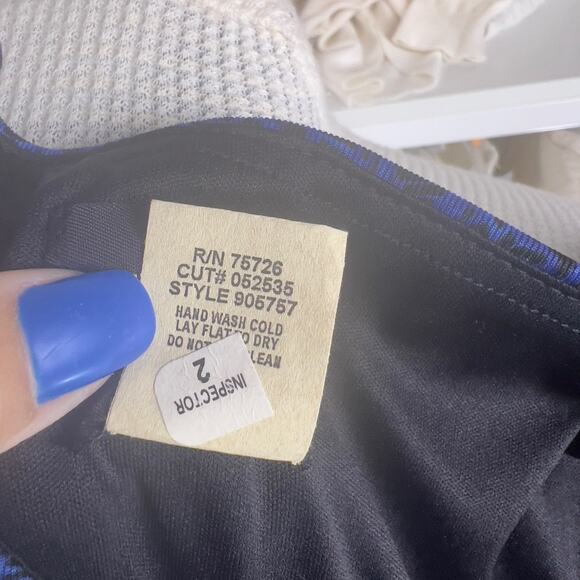 R/N 75726
CUT# 052535
STYLE 905757
HAND WASH COLD
LAY FLAT TO DRY
DO NOT CLEAN
INSPECTOR
2